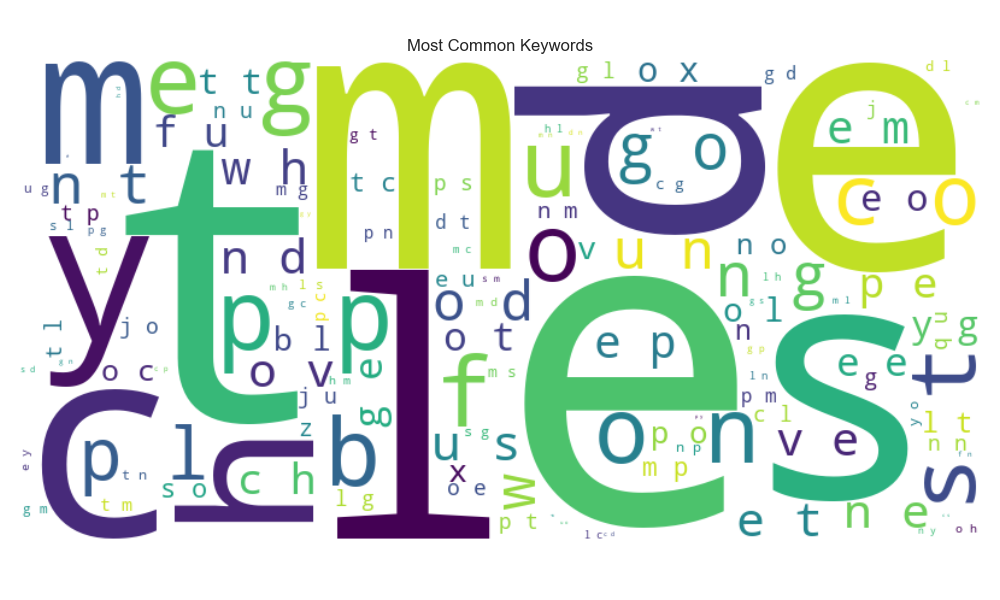 Most Common Keywords
m
e
t t
g
m
g l
o x
g d
e
d l
n u
f u
g t
u
g o
e m
j
w h
m g
t c
p s
c g
c
e o
o
u g
n t
t p
s l
p g
t
p n
d t
n m
o
v
u n
n o
y
t d
n d
m c
e u
s m
n g
p e
l h
m h
l s
g c
p c s
p p
o d
m d
e
o l
g s
m l
s
y g
q u
t l
j o
b l
o t
e p
n
g p
e e
g
t
s d
g n
o c
c p
o v
h m
e
g
f
m s
l n
p m
j u
c l
y o
l t
c
p l
z
h
b
l
u s
s g
o n
p o
n p
v e
n n
f n
e y
t n
s o
c h
x
o e
w
m p
s
g m
t m
l g
p t
e t
n e
n y
o h
l c
c d